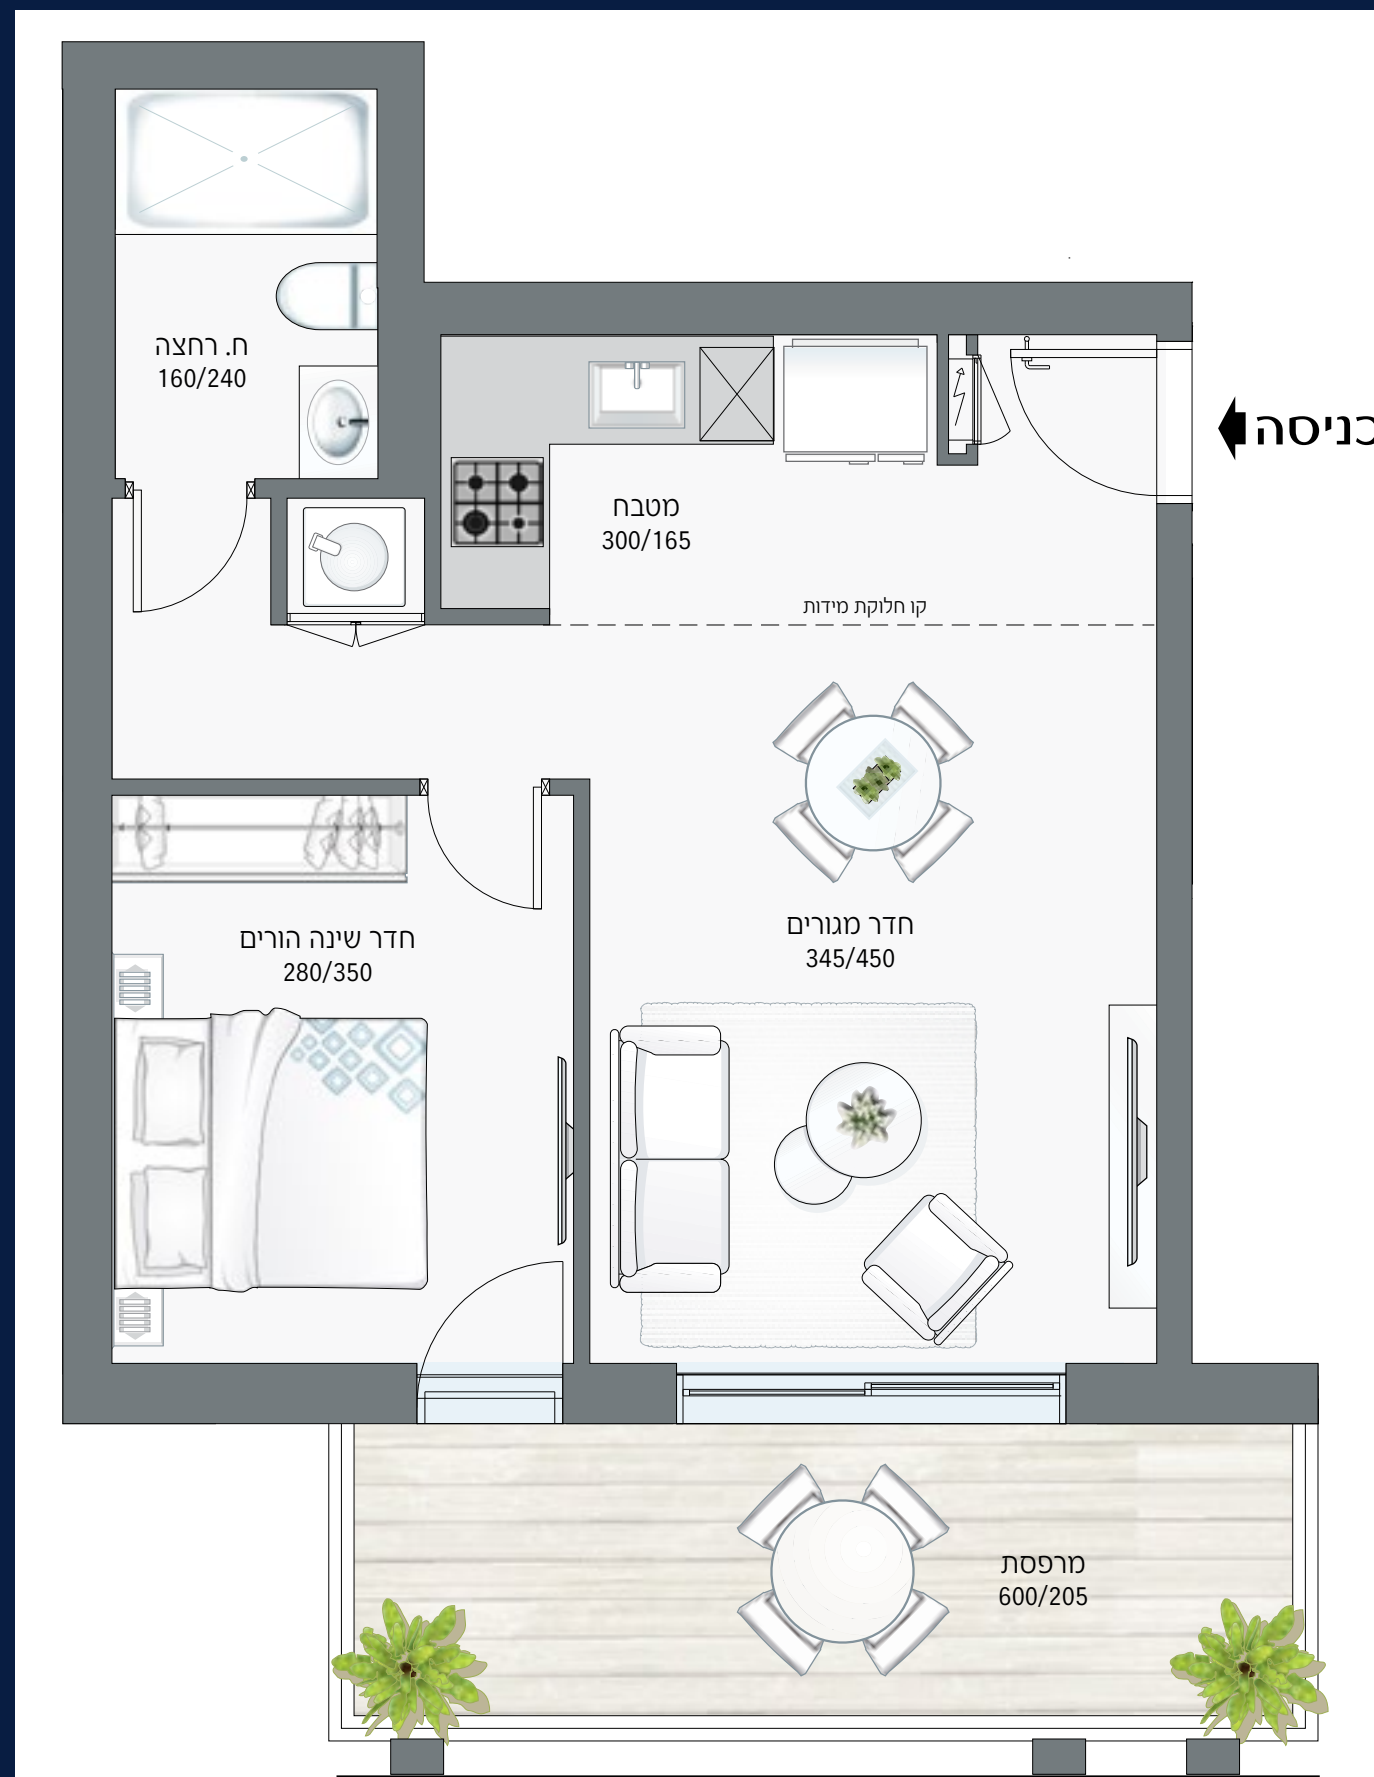 ח. רחצה
160/240
כניסה
מטבח
300/165
קו חלוקת מידות
חדר מגורים
345/450
חדר שינה הורים
280/350
מרפסת
600/205